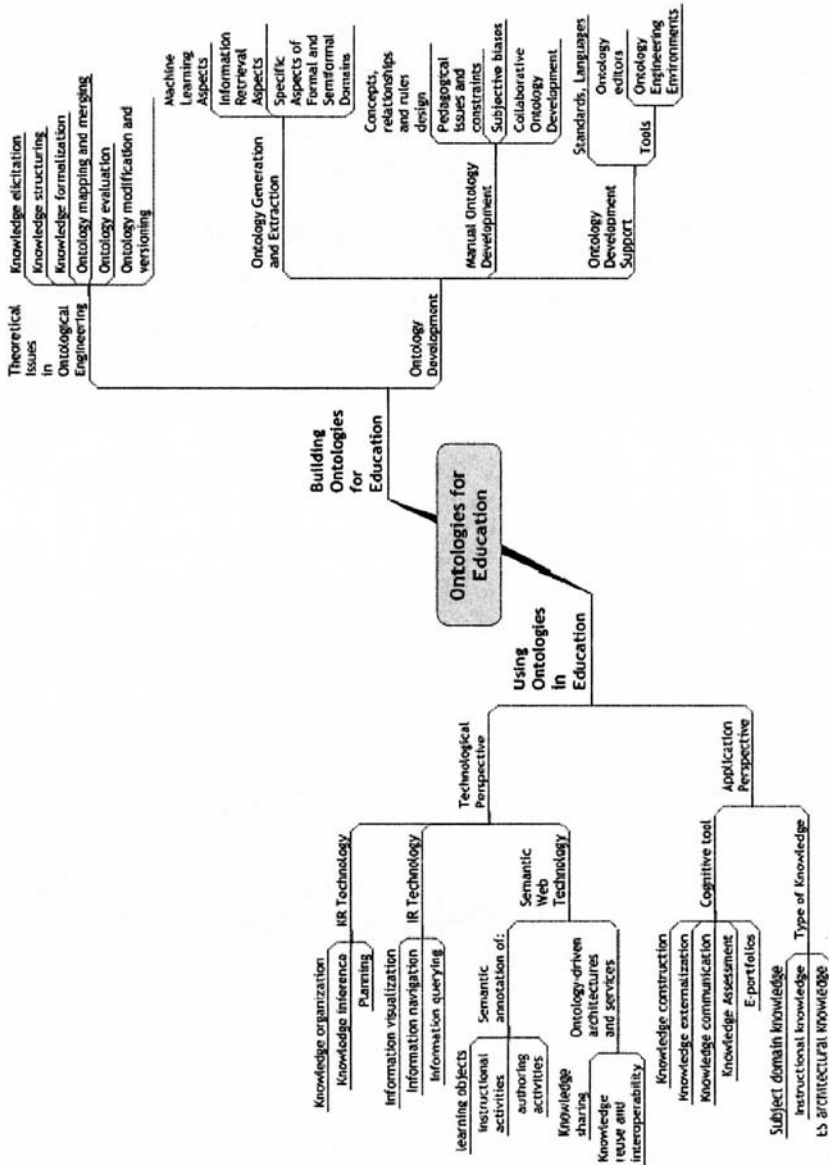 Ontologies for
Education
Building
Ontologies
for
Education
Theoretical
Issues
in
Ontological
Engineering
Knowledge elicitation
Knowledge structuring
Knowledge formalization
Ontology mapping and merging
Ontology evaluation
Ontology modification and
versioning
Ontology
Development
Ontology Generation
and Extraction
Machine
Learning
Aspects
Information
Retrieval
Aspects
Specific
Aspects of
Formal and
Semiformal
Domains
Manual Ontology
Development
Concepts,
relationships
and rules
design
Pedagogical
issues and
constraints
Subjective biases
Collaborative
Ontology
Development
Ontology
Development
Support
Standards, Languages
Tools
Ontology
editors
Ontology
Engineering
Environments
Using
Ontologies
in
Education
Technological
Perspective
KR Technology
Knowledge organization
Knowledge inference
Planning
IR Technology
Information visualization
Information navigation
Information querying
Semantic
Web
Technology
Semantic
annotation of:
learning objects
instructional
activities
authoring
activities
Ontology-driven
architectures
and services
Knowledge
sharing
Knowledge
reuse and
interoperability
Application
Perspective
Cognitive tool
Knowledge construction
Knowledge externalization
Knowledge communication
Knowledge Assessment
E-portfolios
Type of Knowledge
Subject domain knowledge
Instructional knowledge
ES architectural knowledge